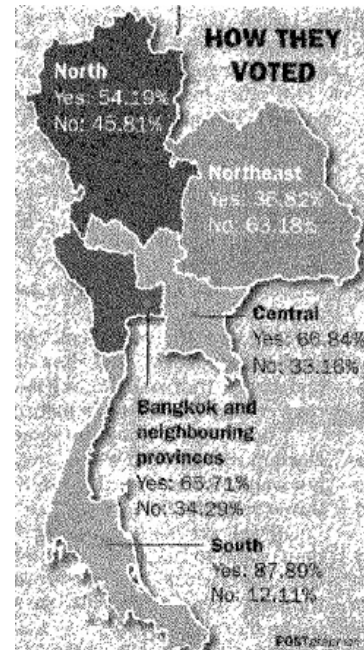 HOW THEY
VOTED
North
Yes: 54.19%
No: 45.81%
Northeast
Yes: 36.82%
No: 63.18%
Central
Yes: 66.84%
No: 33.16%
Bangkok and
neighbouring
provinces
Yes: 65.71%
No: 34.29%
South
Yes: 87.89%
No: 12.11%
POST